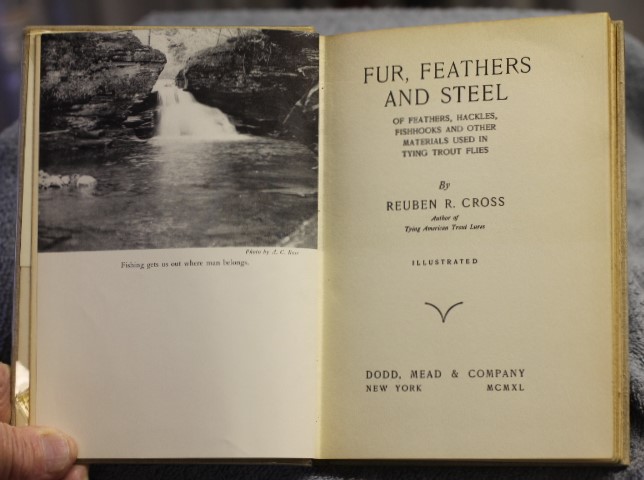 Photo by A. C.
Fishing gets us out where man belongs.
FUR, FEATHERS
AND STEEL
OF FEATHERS, HACKLES,
FISHHOOKS AND OTHER
MATERIALS USED IN
TYING TROUT FLIES
By
REUBEN R. CROSS
Author of
Tying American Trout Lures
ILLUSTRATED
DODD, MEAD & COMPANY
NEW YORK MCMXL